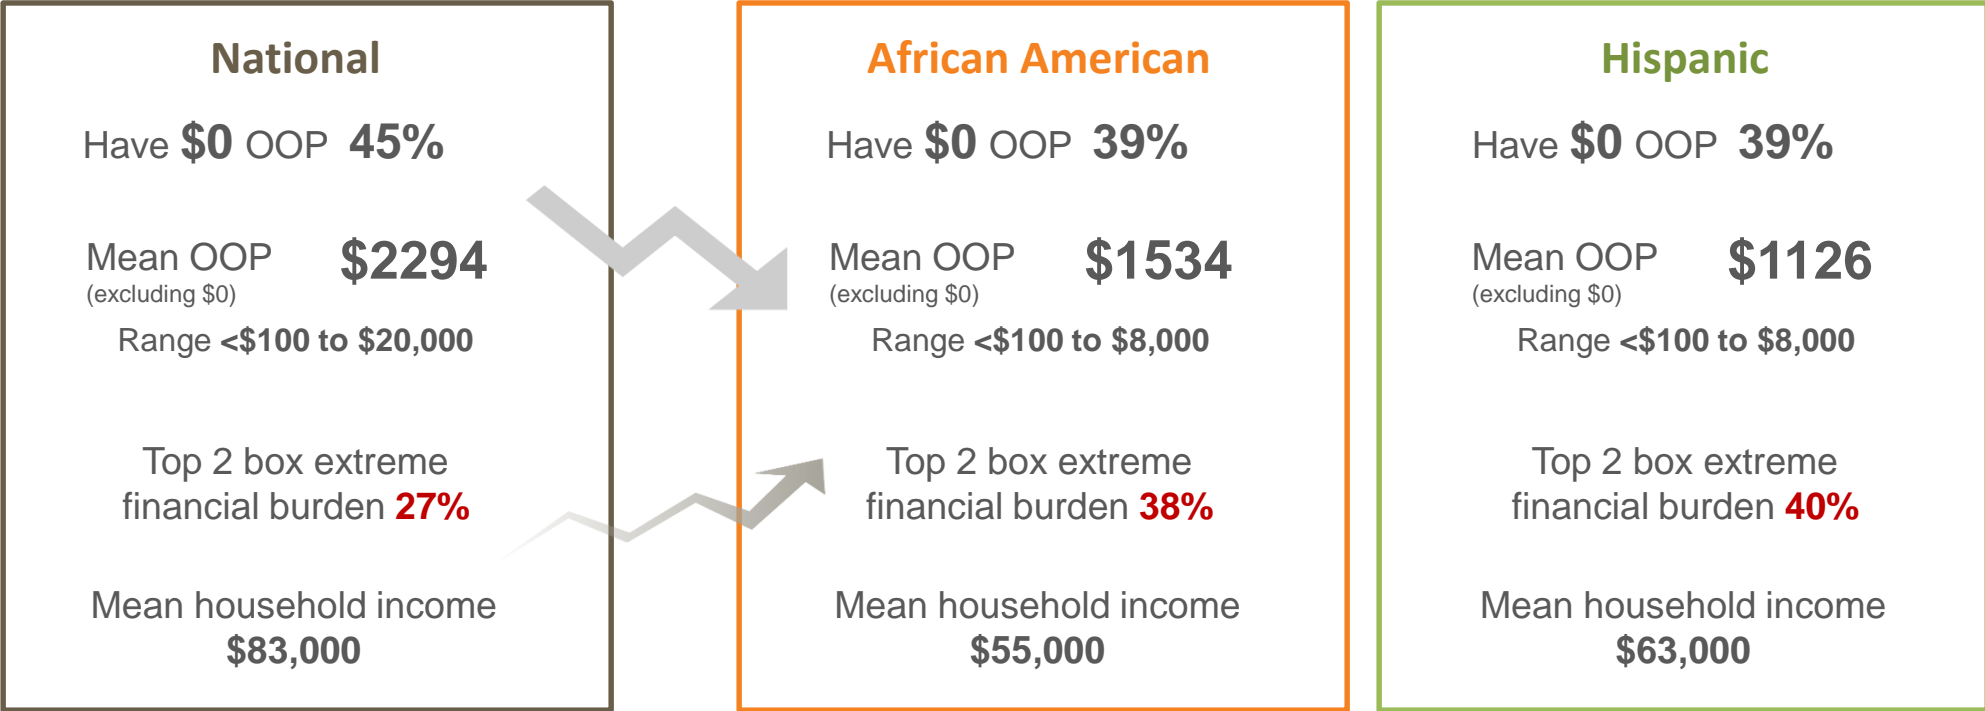 National
Have $0 OOP 45%
Mean OOP $2294
(excluding $0)
Range <$100 to $20,000
Top 2 box extreme
financial burden 27%
Mean household income
$83,000
African American
Have $0 OOP 39%
Mean OOP $1534
(excluding $0)
Range <$100 to $8,000
Top 2 box extreme
financial burden 38%
Mean household income
$55,000
Hispanic
Have $0 OOP 39%
Mean OOP $1126
(excluding $0)
Range <$100 to $8,000
Top 2 box extreme
financial burden 40%
Mean household income
$63,000